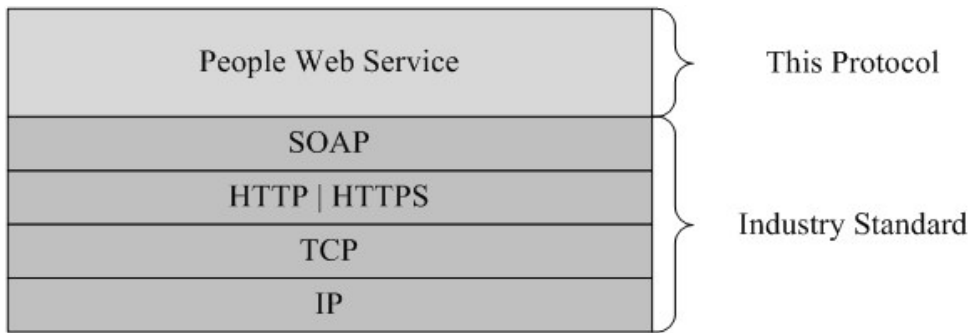 People Web Service
This Protocol
SOAP
HTTP | HTTPS
TCP
IP
Industry Standard